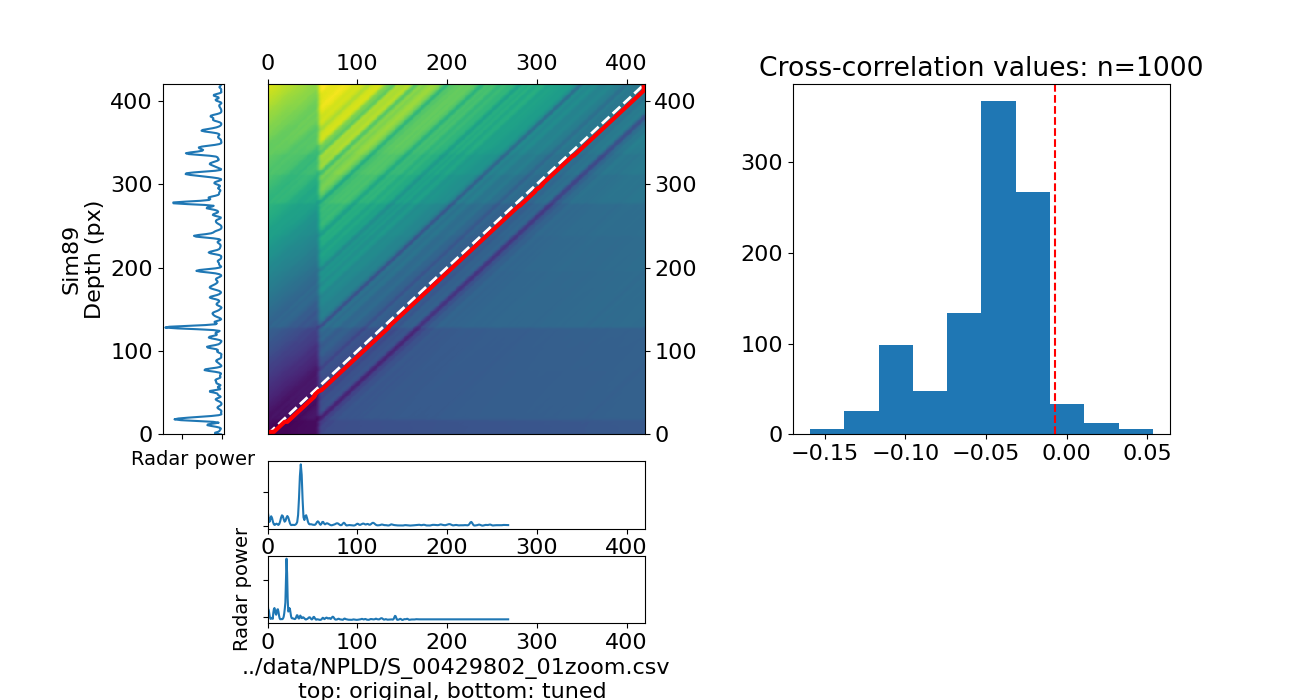 0 100 200 300 400
Cross-correlation values: n=1000
400
300
200
100
0
Sim89
Depth (px)
Radar power
400
300
200
100
0
300
200
100
0
−0.15 −0.10 −0.05 0.00 0.05
0 100 200 300 400
Radar power
0 100 200 300 400
../data/NPLD/S_00429802_01zoom.csv
top: original, bottom: tuned